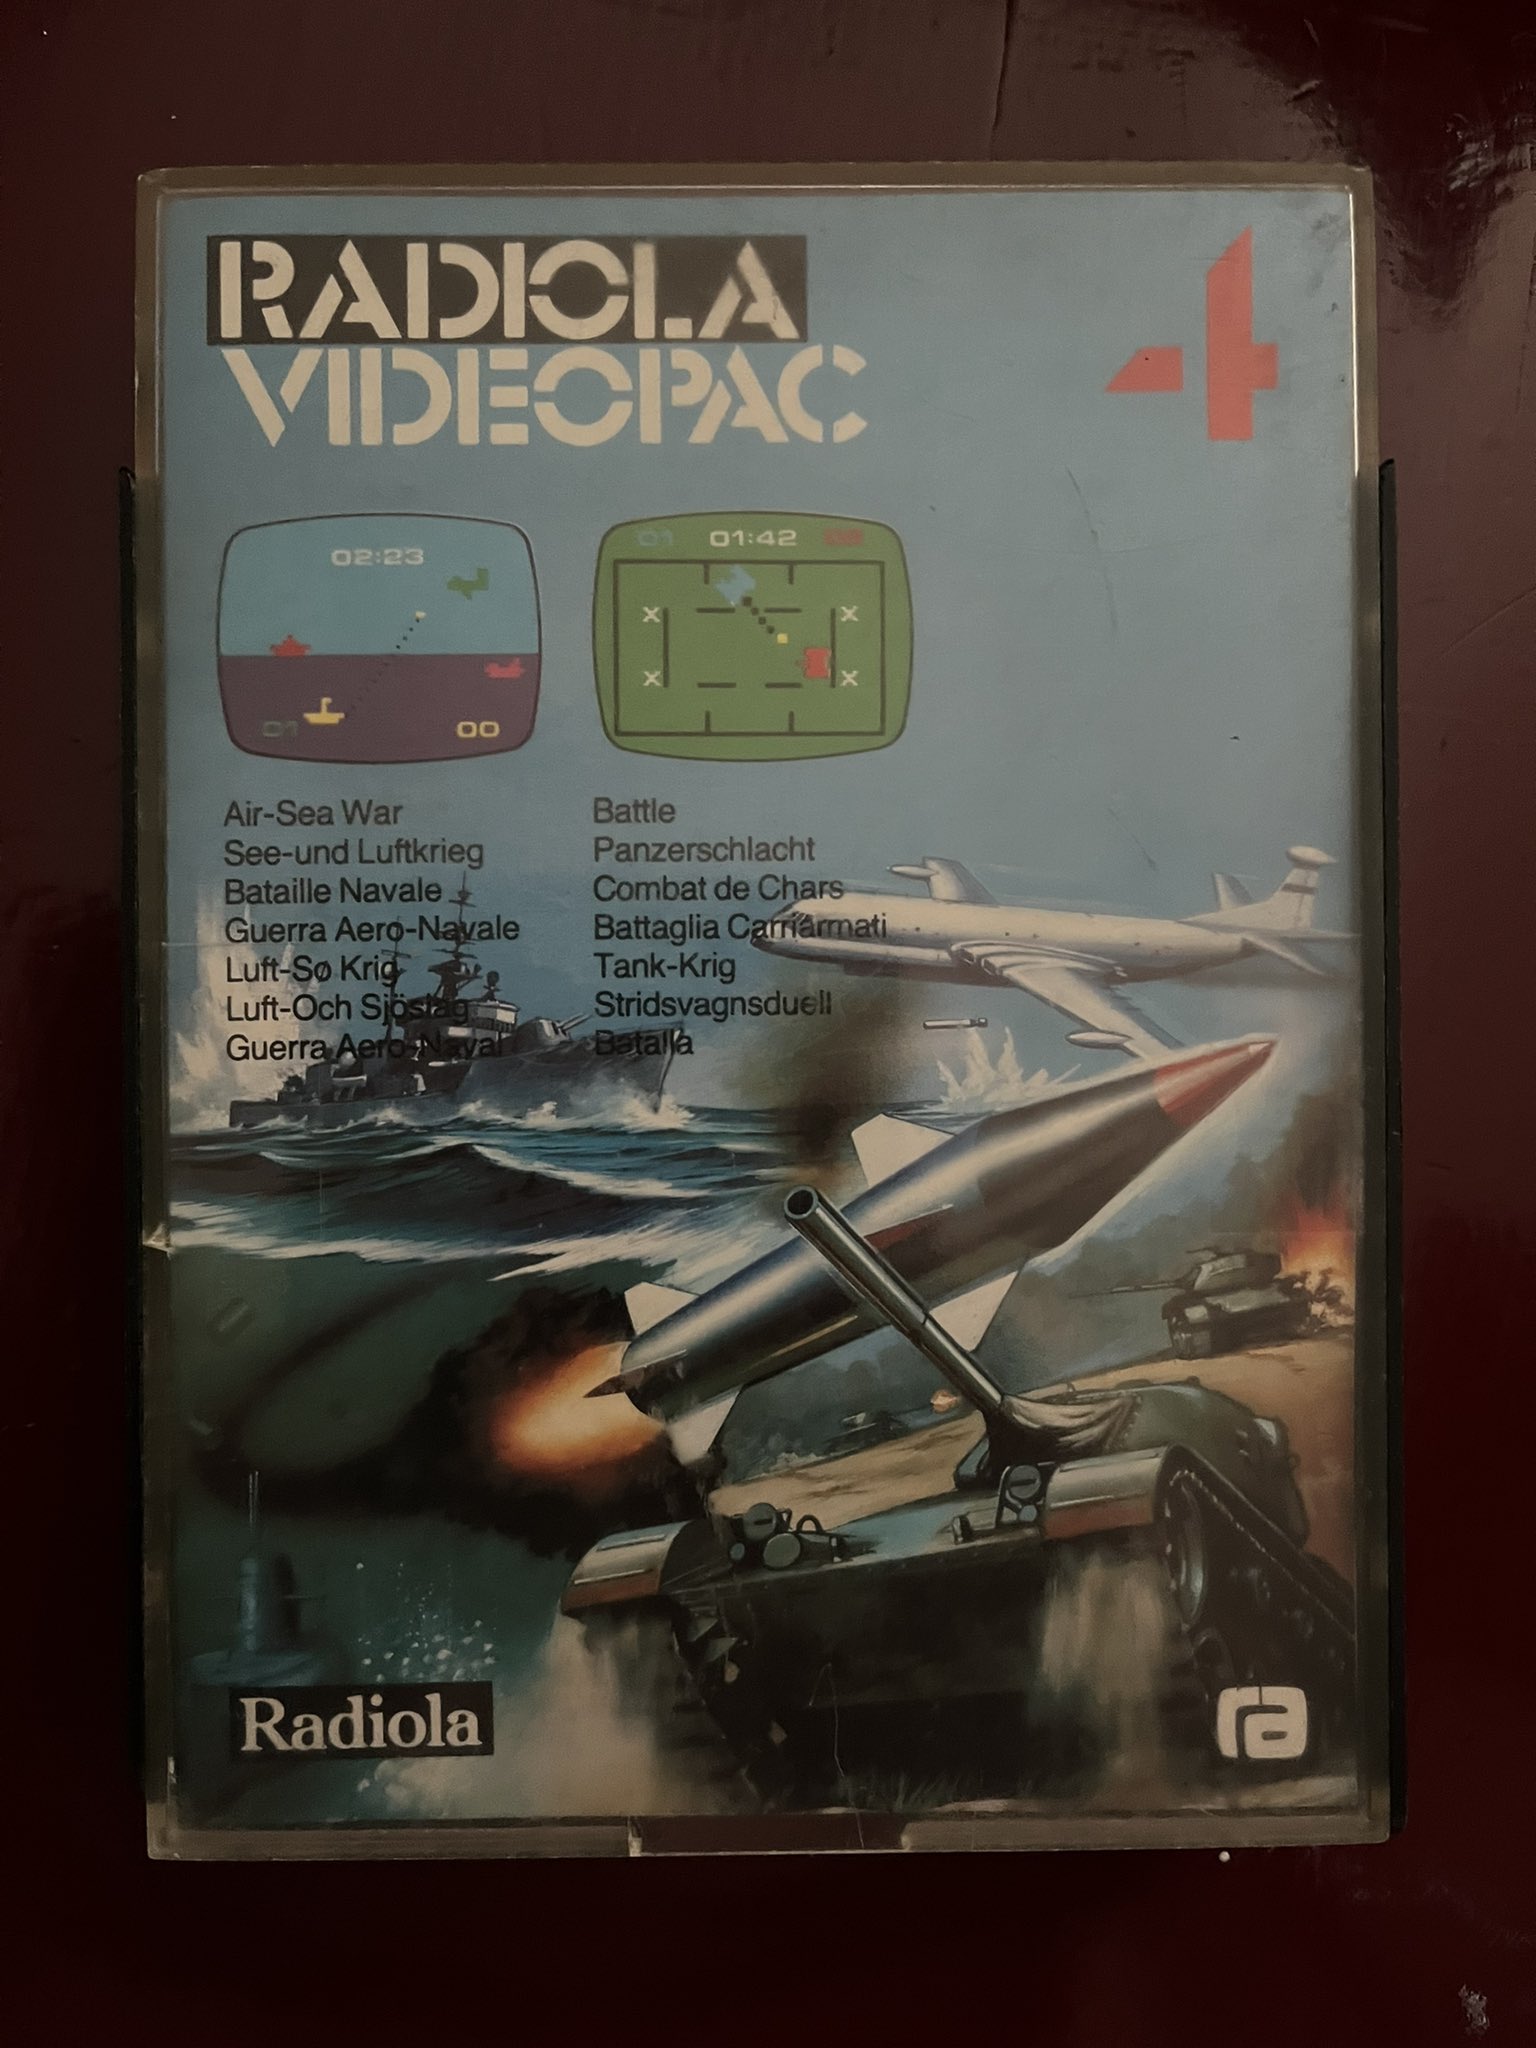 RADIOLA
VIDEOPAC
4
02:23
01
00
01
01:42
Air-Sea War
See-und Luftkrieg
Bataille Navale
Guerra Aero-Navale
Luft-Sø Krig
Luft-Och Sjöslag
Guerra Aero-Naval
Battle
Panzerschlacht
Combat de Chars
Battaglia Carriarmati
Tank-Krig
Stridsvagnsduell
Batalla
Radiola
ra